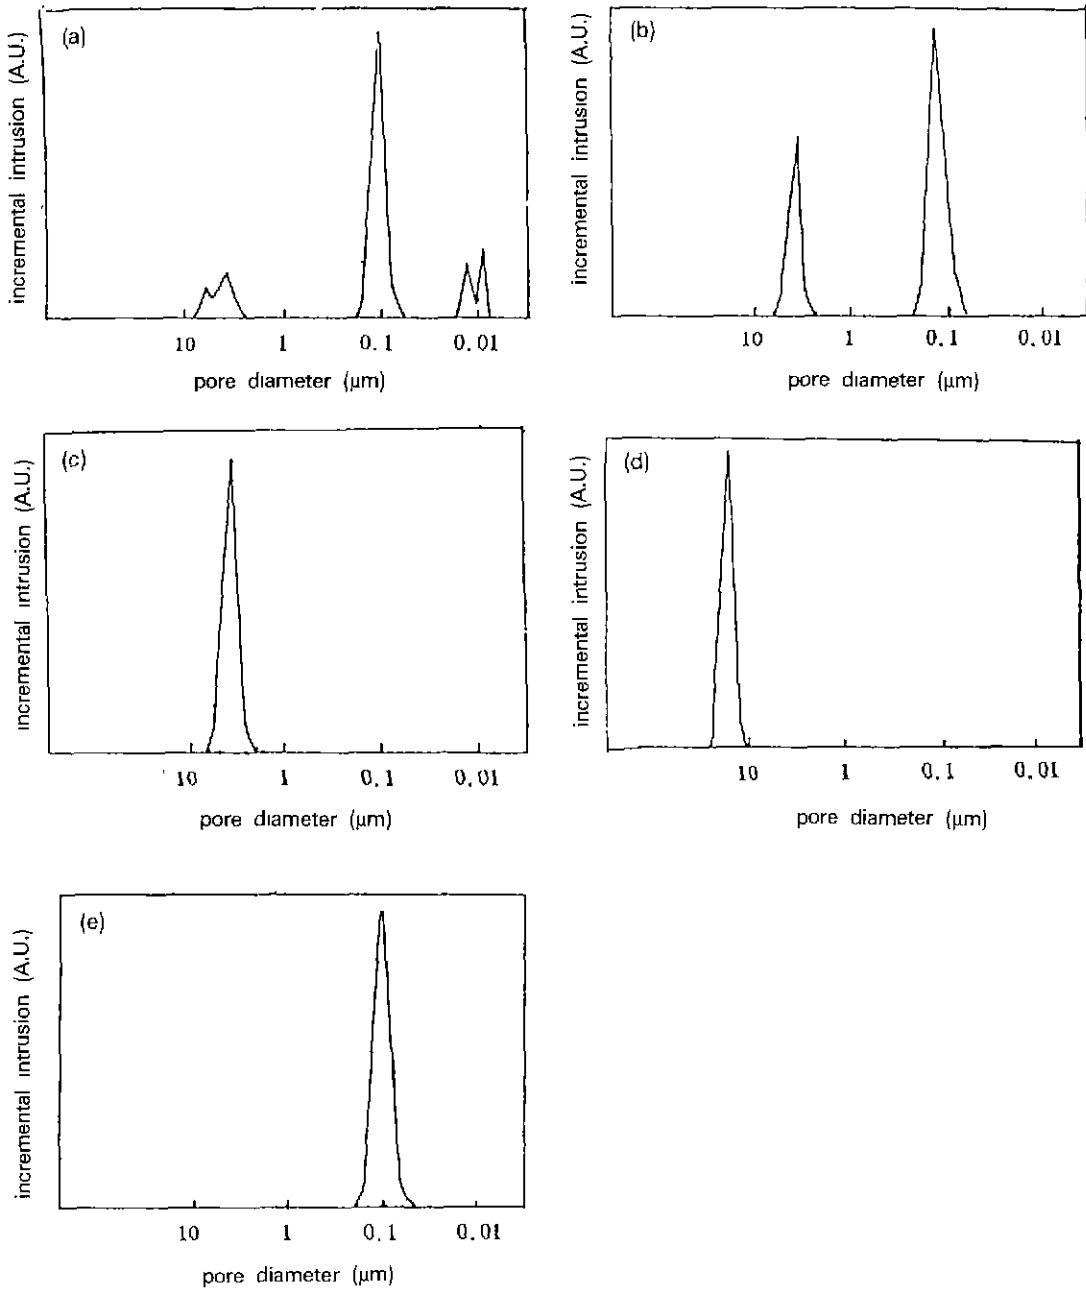 (a)
incremental intrusion (A.U.)
10 1 0.1 0.01
pore diameter (µm)
(b)
incremental intrusion (A.U.)
10 1 0.1 0.01
pore diameter (µm)
(c)
incremental intrusion (A.U.)
10 1 0.1 0.01
pore diameter (µm)
(d)
incremental intrusion (A.U.)
10 1 0.1 0.01
pore diameter (µm)
(e)
incremental intrusion (A.U.)
10 1 0.1 0.01
pore diameter (µm)